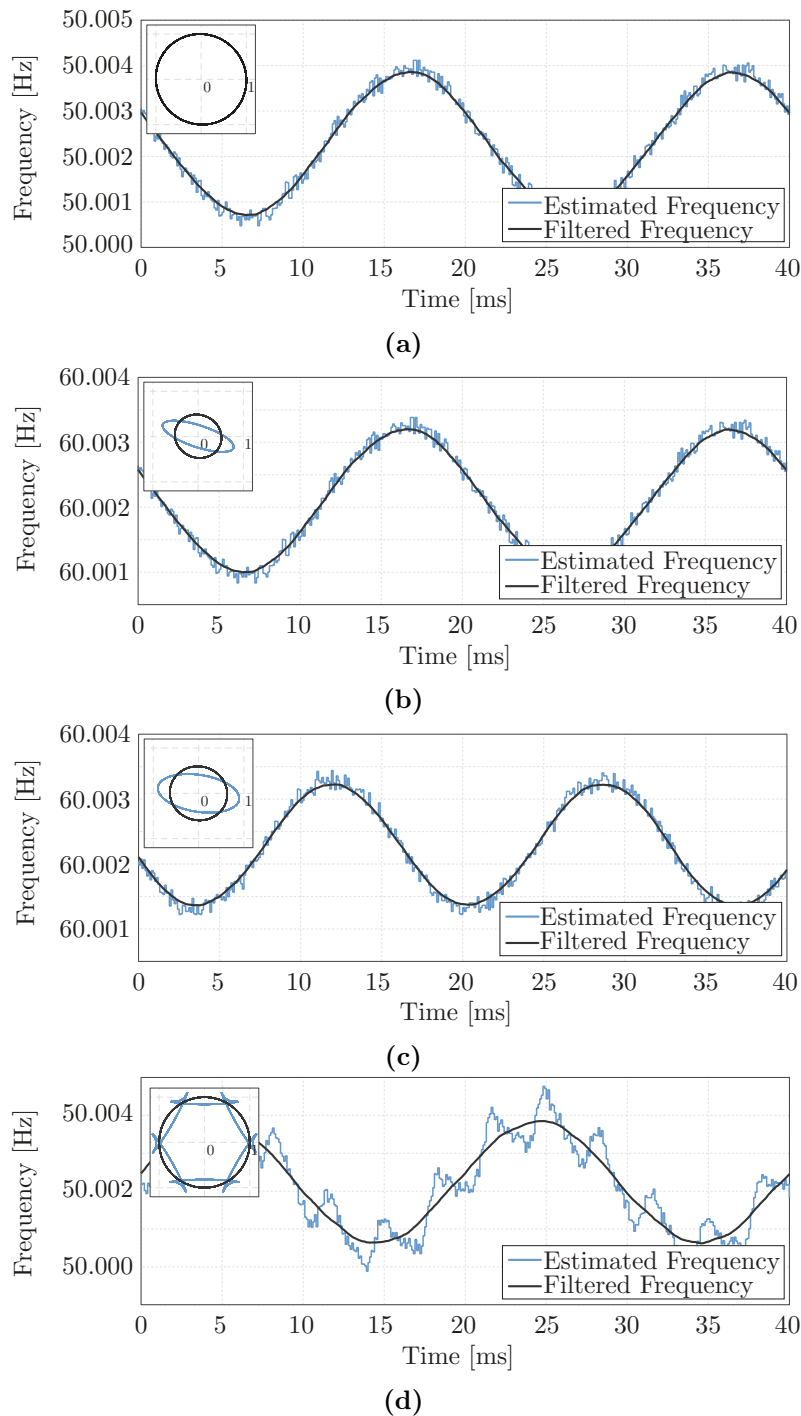 50.005
50.004
50.003
50.002
50.001
50.000
Frequency [Hz]
0 1
Estimated Frequency
Filtered Frequency
0 5 10 15 20 25 30 35 40
Time [ms]
(a)
60.004
60.003
60.002
60.001
Frequency [Hz]
0 1
Estimated Frequency
Filtered Frequency
0 5 10 15 20 25 30 35 40
Time [ms]
(b)
60.004
60.003
60.002
60.001
Frequency [Hz]
0 1
Estimated Frequency
Filtered Frequency
0 5 10 15 20 25 30 35 40
Time [ms]
(c)
50.004
50.002
50.000
Frequency [Hz]
0 1
Estimated Frequency
Filtered Frequency
0 5 10 15 20 25 30 35 40
Time [ms]
(d)